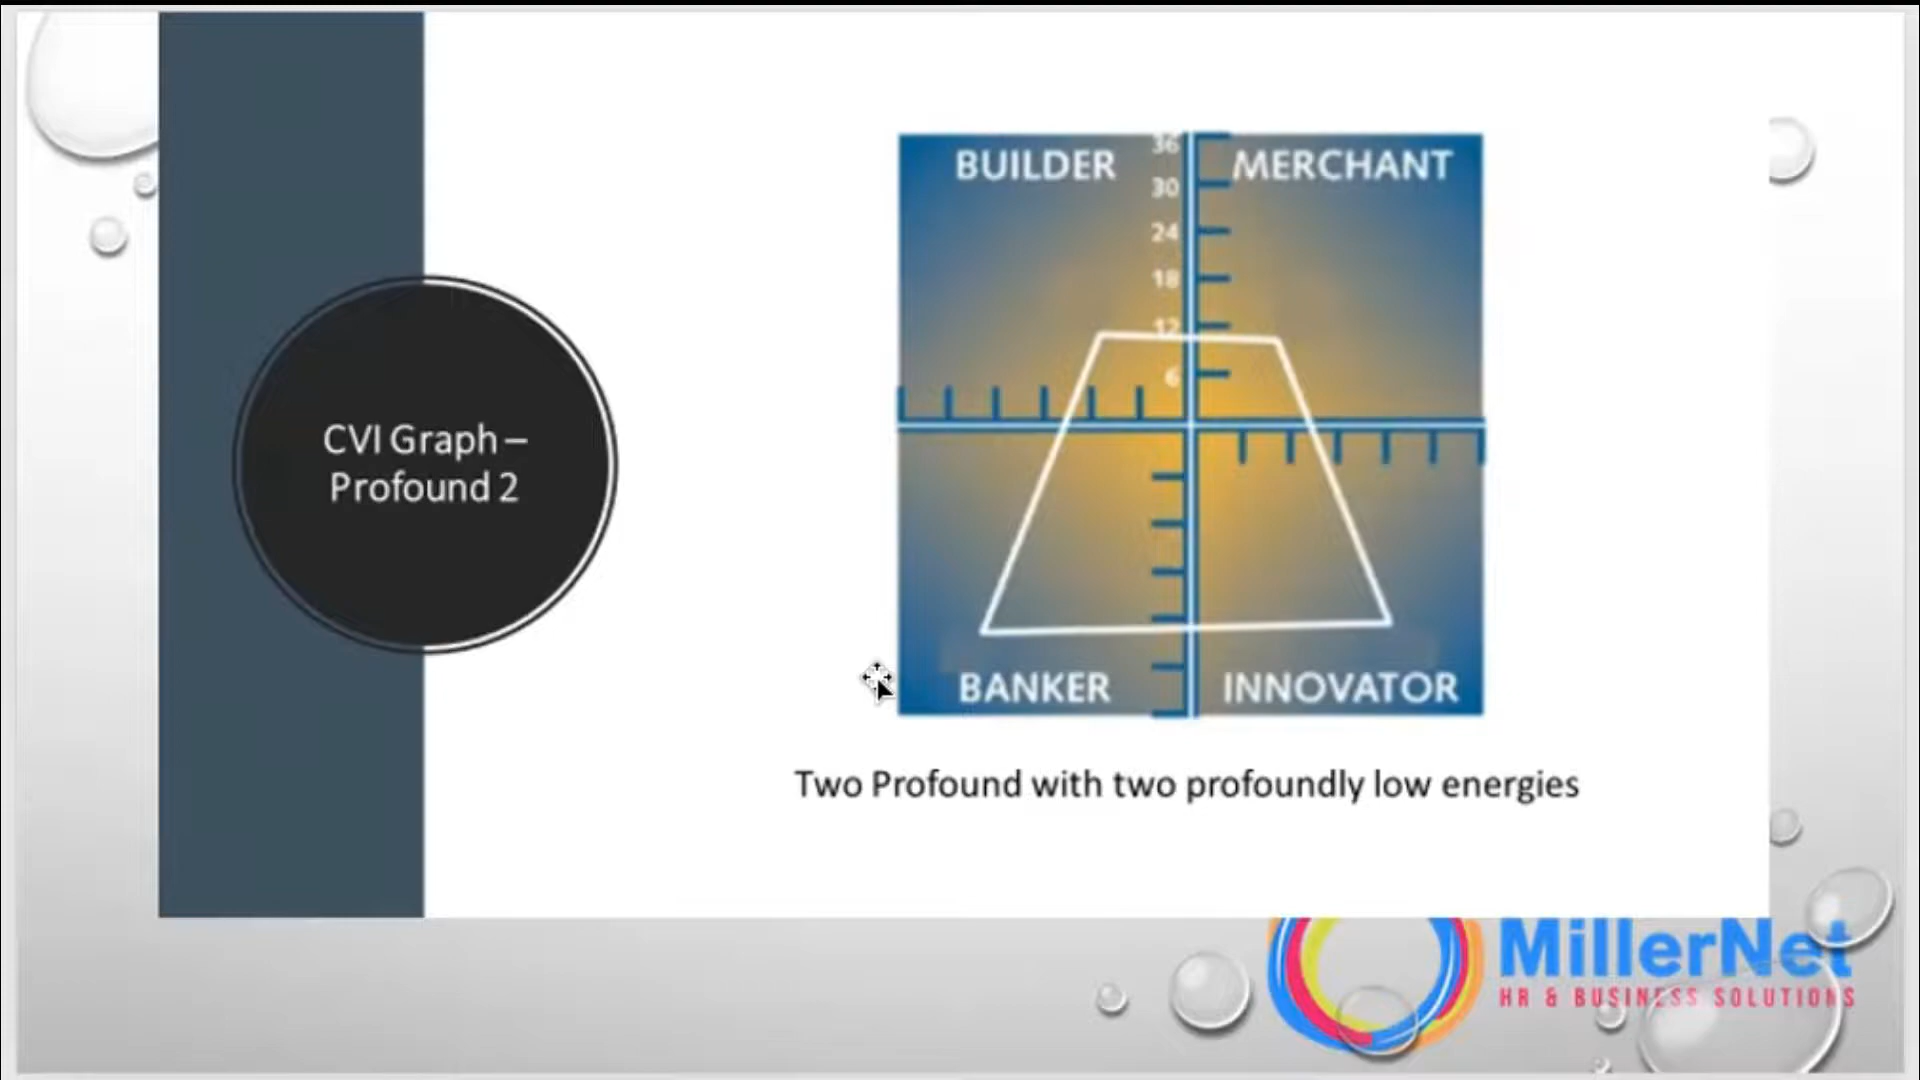 CVI Graph –
Profound 2
BUILDER
MERCHANT
36
30
24
18
12
6
BANKER
INNOVATOR
Two Profound with two profoundly low energies
MillerNet
HR & BUSINESS SOLUTIONS